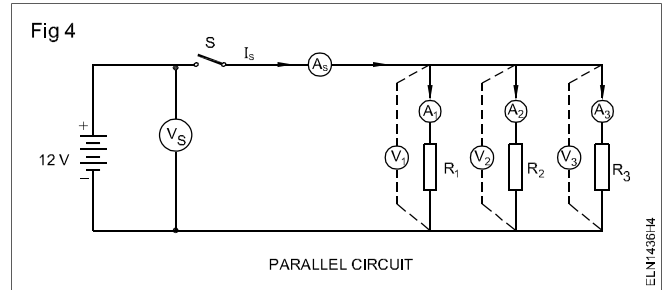 Fig 4
S
Is
As
+
12 V
-
Vs
A1
A2
A3
V1
R1
V2
R2
V3
R3
PARALLEL CIRCUIT
ELN1436H4